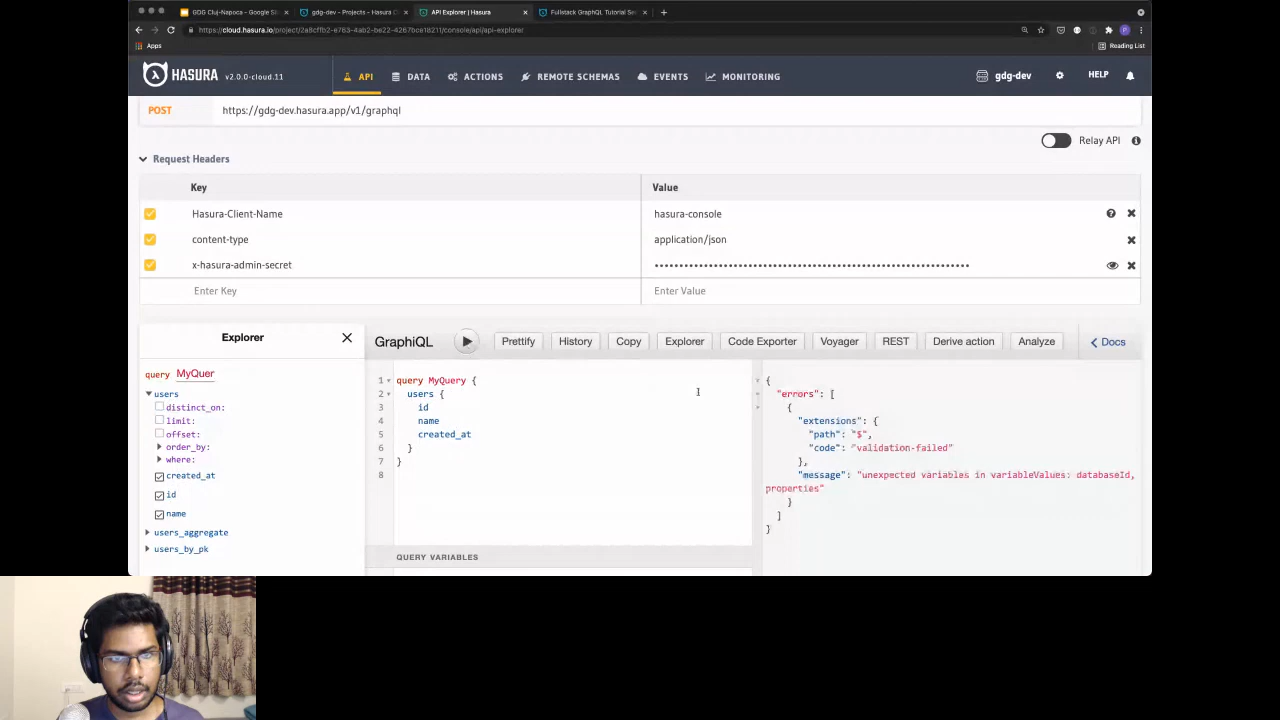 GDG Cluj-Napoca – Google Sli
gdg-dev - Projects - Hasura C
API Explorer | Hasura
Fullstack GraphQL Tutorial Se
Apps
Reading List
HASURA v2.0.0-cloud.11
API DATA ACTIONS REMOTE SCHEMAS EVENTS MONITORING gdg-dev HELP
POST https://gdg-dev.hasura.app/v1/graphql
Relay API
Request Headers
Key Value
Hasura-Client-Name hasura-console
content-type application/json
x-hasura-admin-secret ••••••••••••••••••••••••••••••••••••••••••••••••••••••••••••••••
Enter Key Enter Value
Explorer
query MyQuer
users
distinct_on:
limit:
offset:
order_by:
where:
created_at
id
name
users_aggregate
users_by_pk
GraphiQL Prettify History Copy Explorer Code Exporter Voyager REST Derive action Analyze Docs
1 query MyQuery {
2 users {
3 id
4 name
5 created_at
6 }
7 }
8
QUERY VARIABLES
{
"errors": [
{
"extensions": {
"path": "$",
"code": "validation-failed"
},
"message": "unexpected variables in variableValues: databaseId,
properties"
}
]
}